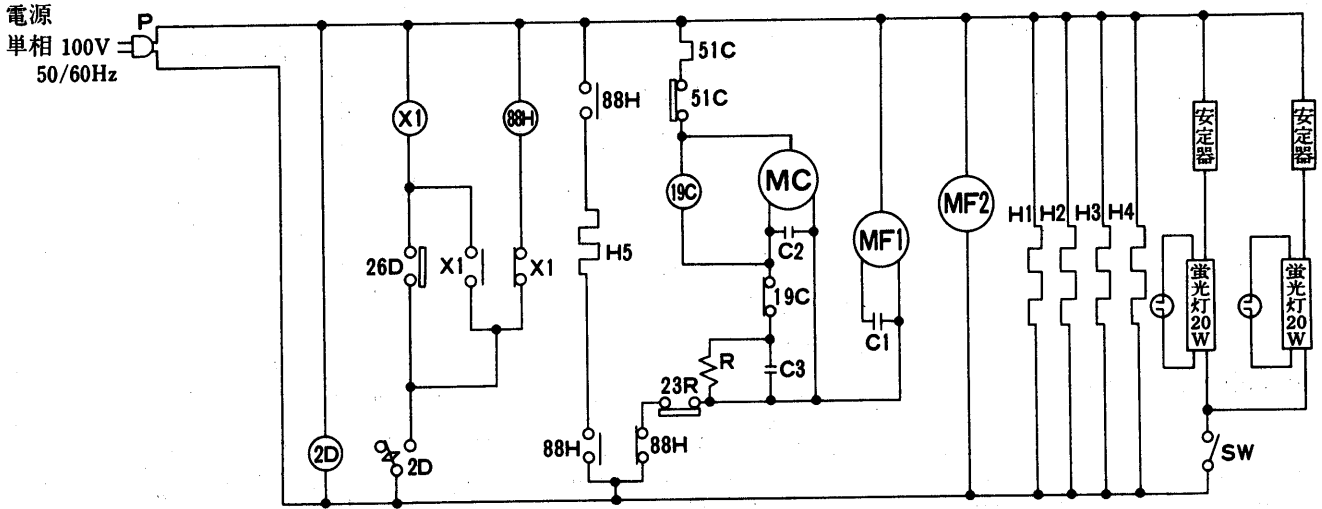 電源
単相 100V
50/60Hz
P
X1
88H
88H
51C
51C
19C
MC
C2
MF1
MF2
H1
H2
H3
H4
安定器
安定器
26D
X1
X1
H5
19C
C1
蛍光灯20W
蛍光灯20W
R
C3
23R
2D
2D
88H
88H
SW